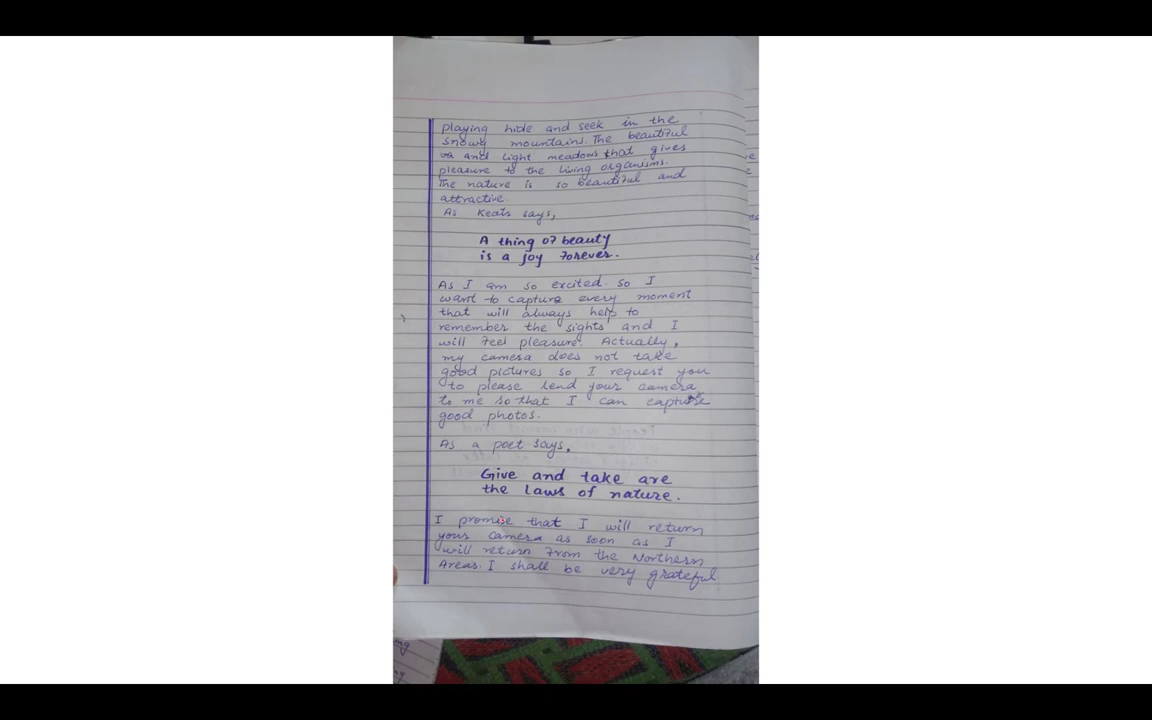 playing hide and seek in the
snowy mountains. The beautiful
va and light meadows that gives
pleasure to the living organisms.
The nature is so beautiful and
attractive.
As Keats says,
A thing of beauty
is a joy forever.
As I am so excited. So I
want to capture every moment
that will always help to
remember the sights and I
will feel pleasure. Actually,
my camera does not take
good pictures so I request you
to please lend your camera
to me so that I can capture
good photos.
As a poet says,
Give and take are
the laws of nature.
I promise that I will return
your camera as soon as I
will return from the Northern
Areas. I shall be very grateful